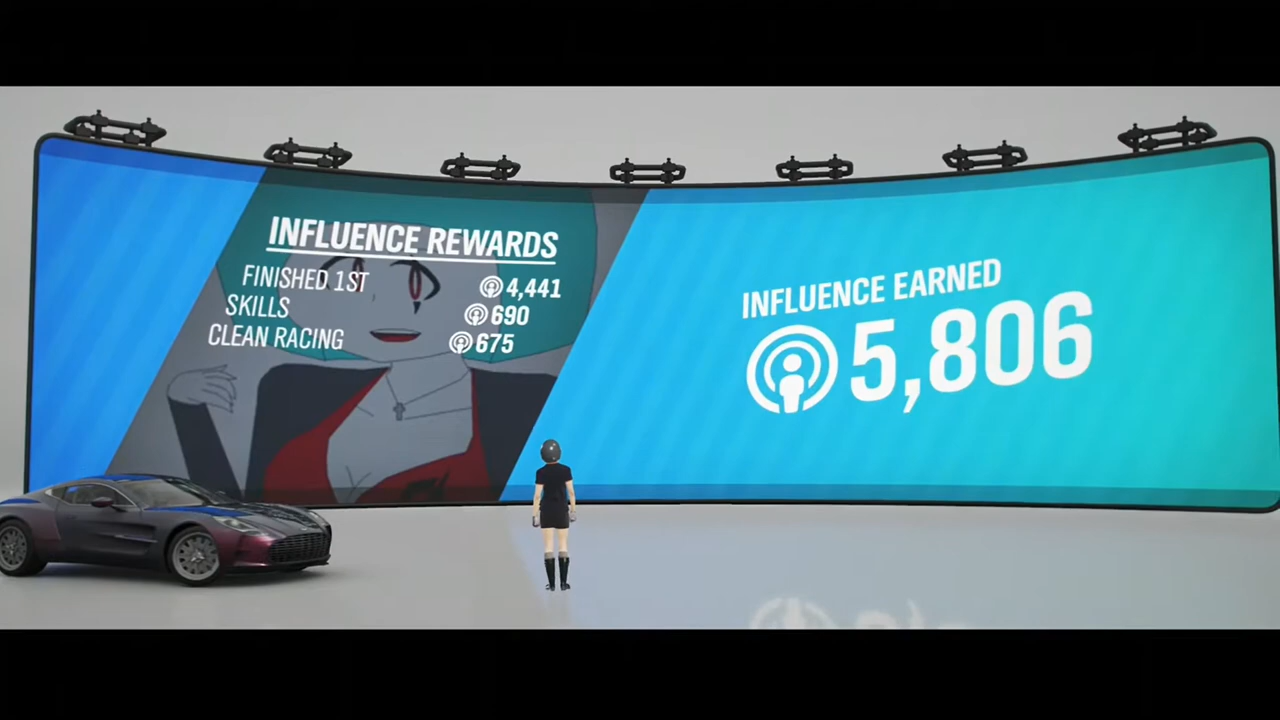 INFLUENCE REWARDS
FINISHED 1ST 4,441
SKILLS 690
CLEAN RACING 675
INFLUENCE EARNED
5,806